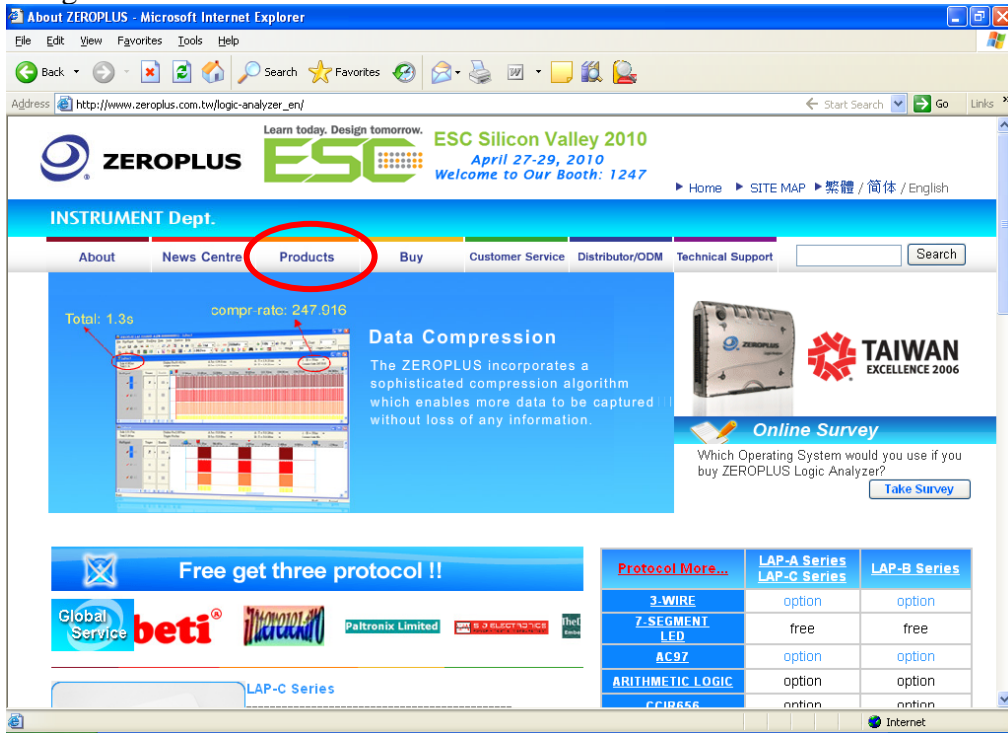 About ZEROPLUS - Microsoft Internet Explorer
File Edit View Favorites Tools Help
Back Search Favorites
Address http://www.zeroplus.com.tw/logic-analyzer_en/ Start Search Go Links »
ZEROPLUS
Learn today. Design tomorrow.
ESC
ESC Silicon Valley 2010
April 27-29, 2010
Welcome to Our Booth: 1247
Home SITE MAP 繁體 / 简体 / English
INSTRUMENT Dept.
About News Centre Products Buy Customer Service Distributor/ODM Technical Support Search
Total: 1.3s
compr-rate: 247.916
Data Compression
The ZEROPLUS incorporates a
sophisticated compression algorithm
which enables more data to be captured
without loss of any information.
ZEROPLUS
TAIWAN
EXCELLENCE 2006
Online Survey
Which Operating System would you use if you
buy ZEROPLUS Logic Analyzer?
Take Survey
Free get three protocol !!
Global
Service
beti®
Paltronix Limited
LAP-C Series
Protocol More... LAP-A Series LAP-C Series LAP-B Series
3-WIRE option option
7-SEGMENT LED free free
AC97 option option
ARITHMETIC LOGIC option option
CCIR656 option option
Internet